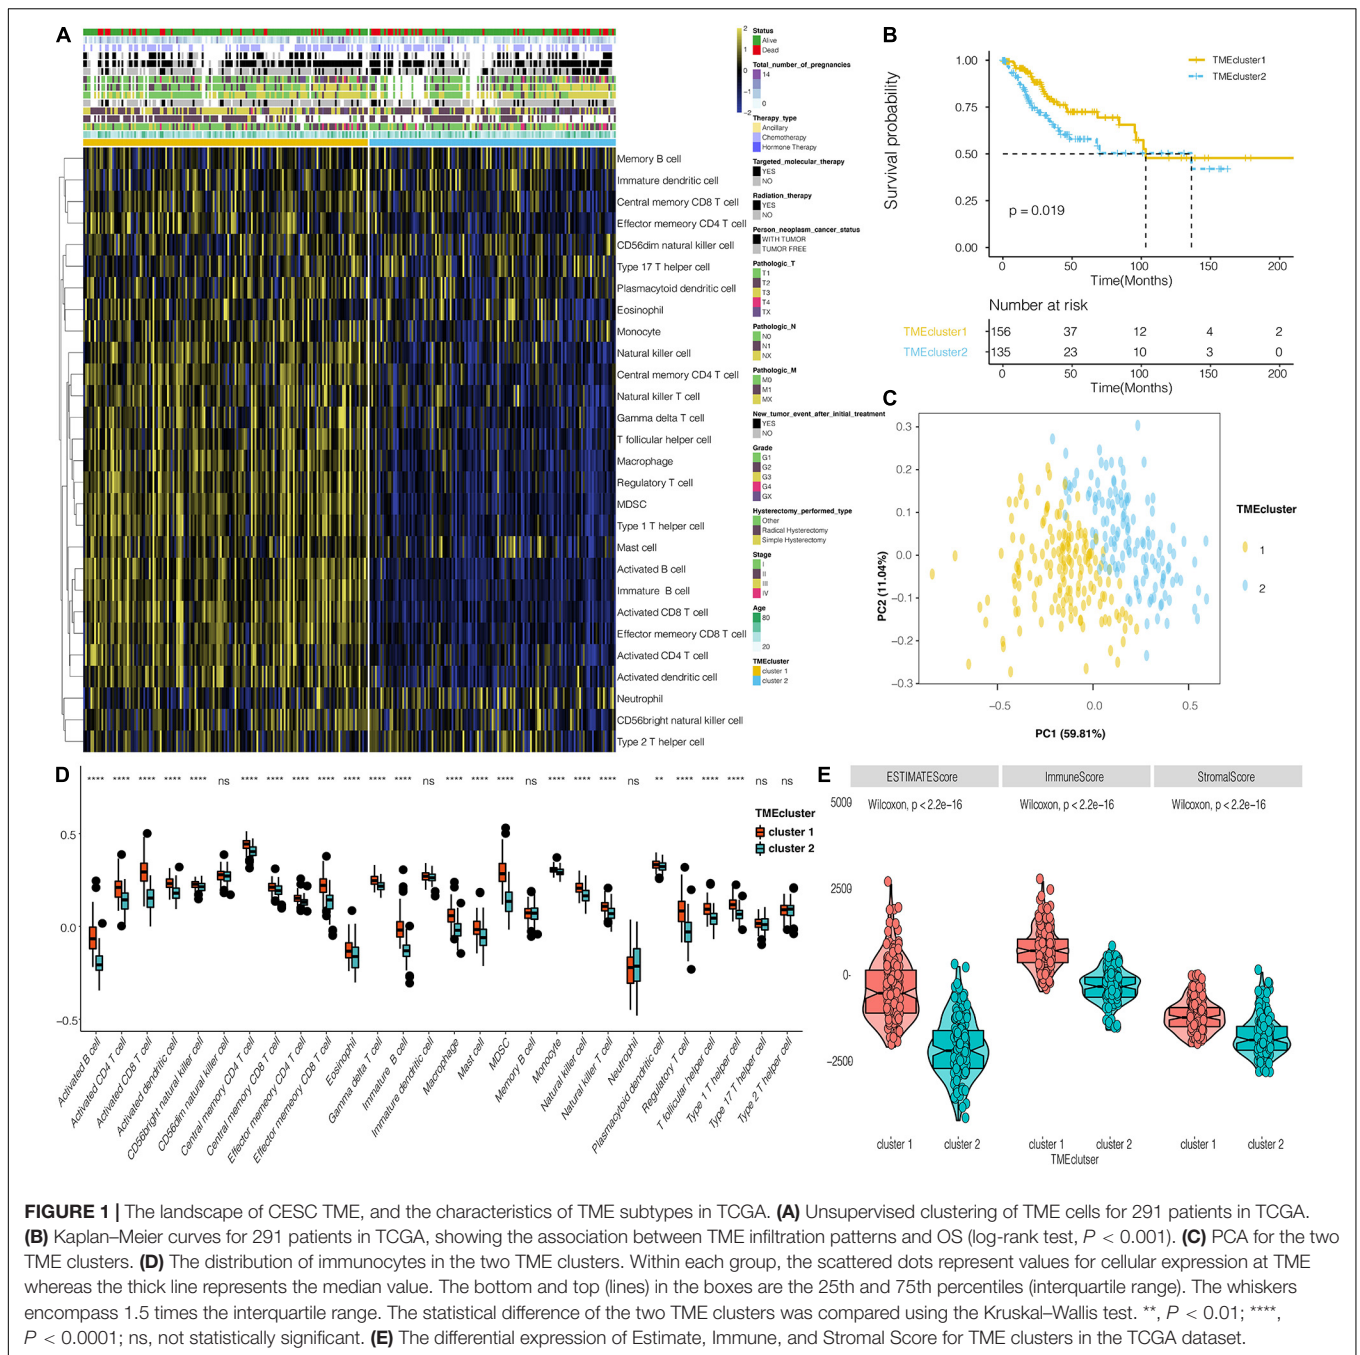 A
2
1
0
−1
−2
Status
Alive
Dead
Total_number_of_pregnancies
14
0
Therapy_type
Ancillary
Chemotherapy
Hormone Therapy
Targeted_molecular_therapy
YES
NO
Radiation_therapy
YES
NO
Person_neoplasm_cancer_status
WITH TUMOR
TUMOR FREE
Pathologic_T
T1
T2
T3
T4
TX
Pathologic_N
N0
N1
NX
Pathologic_M
M0
M1
MX
New_tumor_event_after_initial_treatment
YES
NO
Grade
G1
G2
G3
G4
GX
Hysterectomy_performed_type
Other
Radical Hysterectomy
Simple Hysterectomy
Stage
I
II
III
IV
Age
80
20
TMEcluster
cluster 1
cluster 2
Memory B cell
Immature dendritic cell
Central memory CD8 T cell
Effector memeory CD4 T cell
CD56dim natural killer cell
Type 17 T helper cell
Plasmacytoid dendritic cell
Eosinophil
Monocyte
Natural killer cell
Central memory CD4 T cell
Natural killer T cell
Gamma delta T cell
T follicular helper cell
Macrophage
Regulatory T cell
MDSC
Type 1 T helper cell
Mast cell
Activated B cell
Immature  B cell
Activated CD8 T cell
Effector memeory CD8 T cell
Activated CD4 T cell
Activated dendritic cell
Neutrophil
CD56bright natural killer cell
Type 2 T helper cell
B
Survival probability
1.00
0.75
0.50
0.25
0.00
TMEcluster1
TMEcluster2
p = 0.019
0 50 100 150 200
Time(Months)
Number at risk
TMEcluster1 156 37 12 4 2
TMEcluster2 135 23 10 3 0
0 50 100 150 200
Time(Months)
C
PC2 (11.04%)
0.3
0.2
0.1
0.0
−0.1
−0.2
−0.3
−0.5 0.0 0.5
PC1 (59.81%)
TMEcluster
1
2
D
**** **** **** **** **** ns **** **** **** **** **** **** **** ns **** **** **** ns **** **** **** ns ** **** **** **** ns ns
TMEcluster
cluster 1
cluster 2
0.5
0.0
−0.5
Activated B cell
Activated CD4 T cell
Activated CD8 T cell
Activated dendritic cell
CD56bright natural killer cell
CD56dim natural killer cell
Central memory CD4 T cell
Central memory CD8 T cell
Effector memeory CD4 T cell
Effector memeory CD8 T cell
Eosinophil
Gamma delta T cell
Immature  B cell
Immature dendritic cell
Macrophage
Mast cell
MDSC
Memory B cell
Monocyte
Natural killer cell
Natural killer T cell
Neutrophil
Plasmacytoid dendritic cell
Regulatory T cell
T follicular helper cell
Type 1 T helper cell
Type 17 T helper cell
Type 2 T helper cell
E
ESTIMATEScore ImmuneScore StromalScore
Wilcoxon, p < 2.2e−16 Wilcoxon, p < 2.2e−16 Wilcoxon, p < 2.2e−16
5000
2500
0
−2500
cluster 1 cluster 2 cluster 1 cluster 2 cluster 1 cluster 2
TMEclutser
FIGURE 1 | The landscape of CESC TME, and the characteristics of TME subtypes in TCGA. (A) Unsupervised clustering of TME cells for 291 patients in TCGA.
(B) Kaplan–Meier curves for 291 patients in TCGA, showing the association between TME infiltration patterns and OS (log-rank test, P < 0.001). (C) PCA for the two
TME clusters. (D) The distribution of immunocytes in the two TME clusters. Within each group, the scattered dots represent values for cellular expression at TME
whereas the thick line represents the median value. The bottom and top (lines) in the boxes are the 25th and 75th percentiles (interquartile range). The whiskers
encompass 1.5 times the interquartile range. The statistical difference of the two TME clusters was compared using the Kruskal–Wallis test. **, P < 0.01; ****,
P < 0.0001; ns, not statistically significant. (E) The differential expression of Estimate, Immune, and Stromal Score for TME clusters in the TCGA dataset.